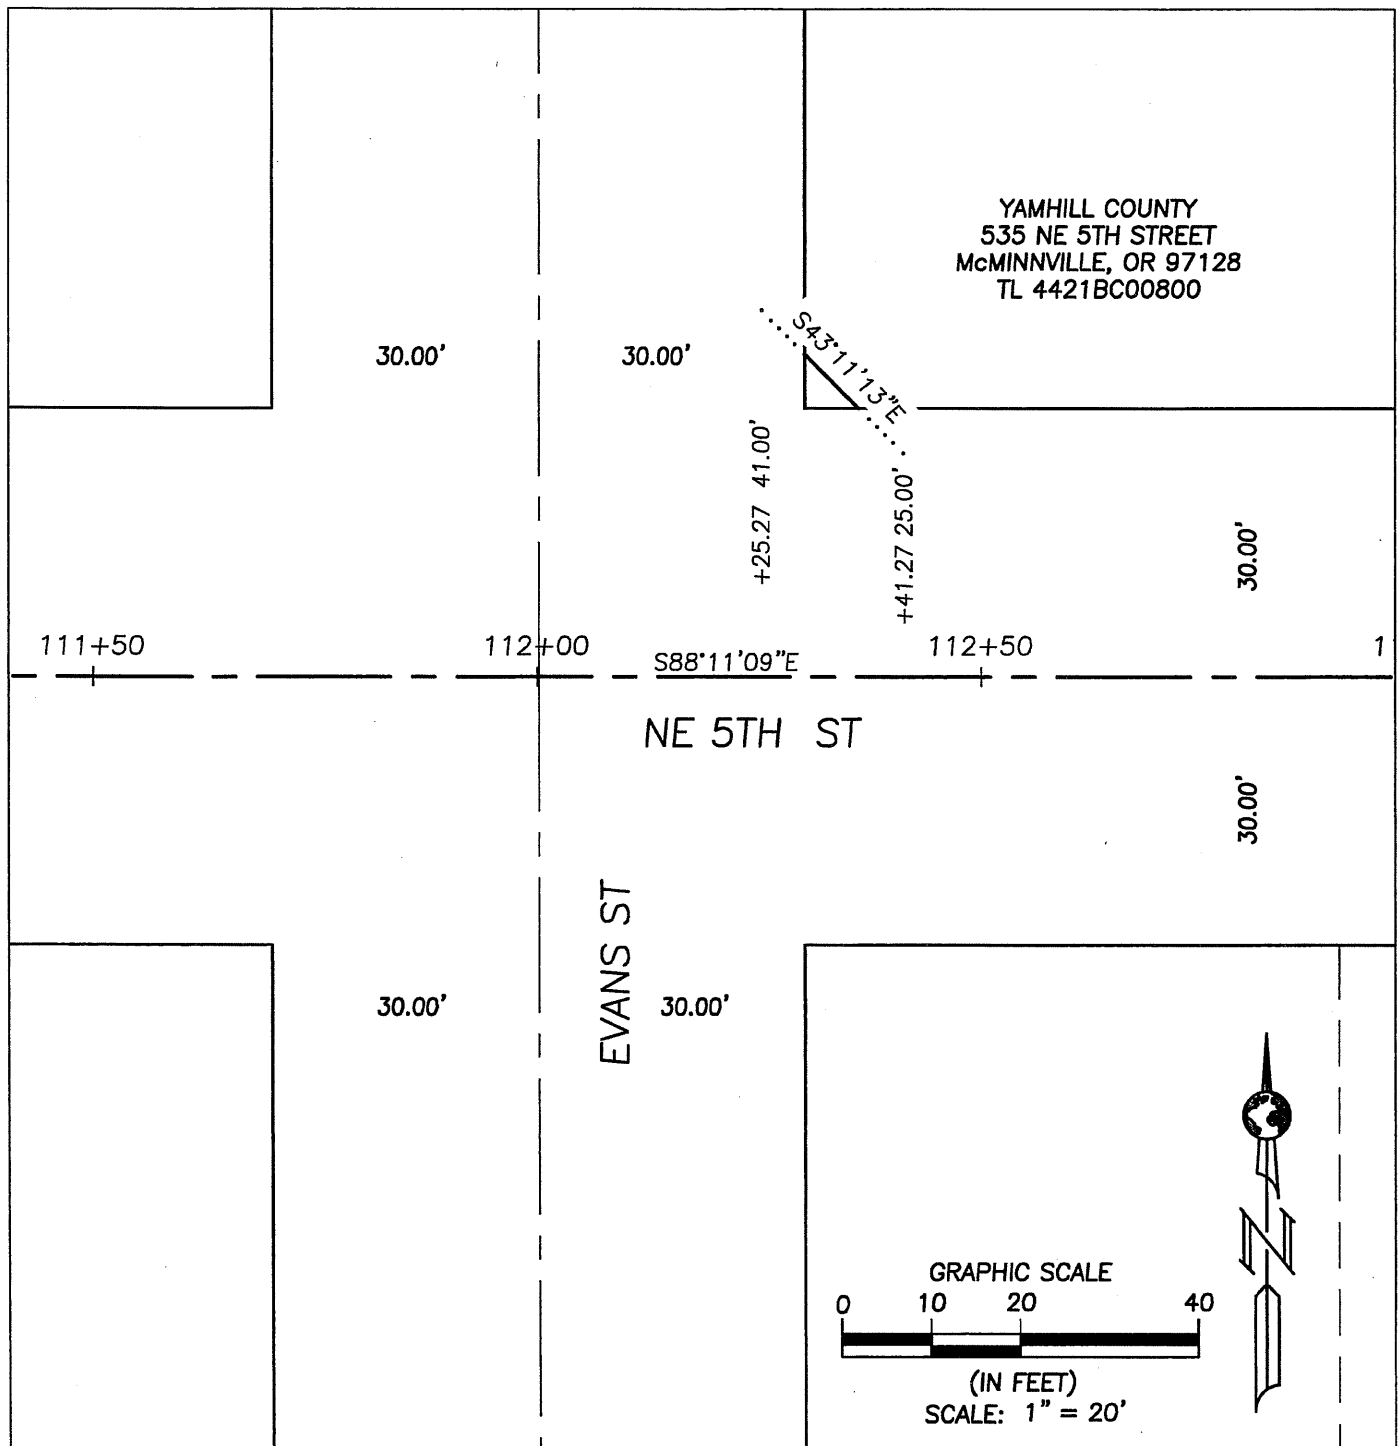 YAMHILL COUNTY
535 NE 5TH STREET
McMINNVILLE, OR 97128
TL 4421BC00800
30.00'
30.00'
S43°11'13"E
+25.27 41.00'
+41.27 25.00'
30.00'
111+50
112+00
S88°11'09"E
112+50
1
NE 5TH ST
30.00'
EVANS ST
30.00'
30.00'
N
GRAPHIC SCALE
0 10 20 40
(IN FEET)
SCALE: 1" = 20'